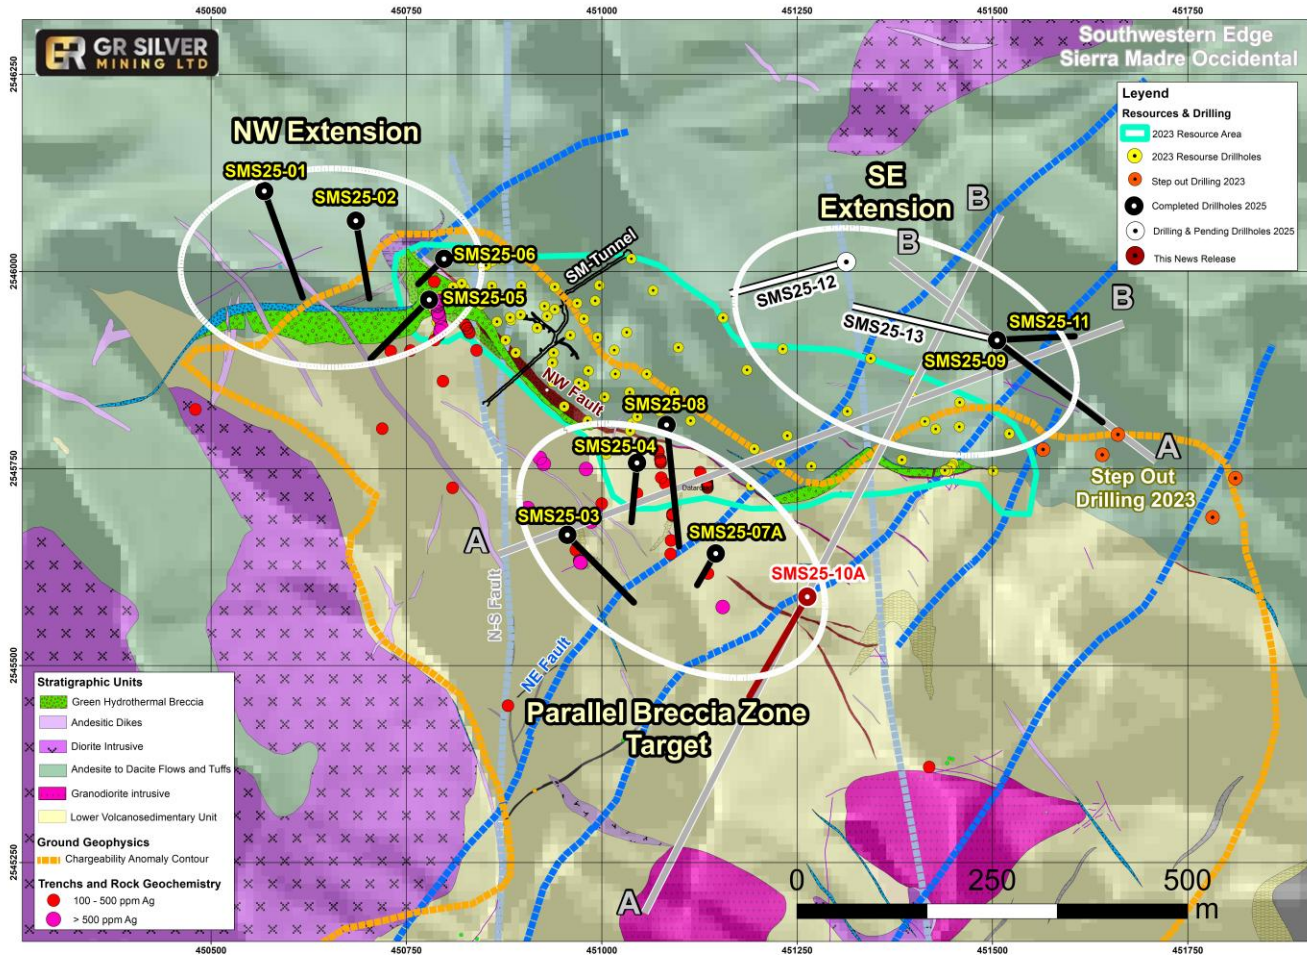 450500 450750 451000 451250 451500 451750
GR SILVER
MINING LTD
Southwestern Edge
Sierra Madre Occidental
2546250
2546000
2545750
2545500
2545250
Leyend
Resources & Drilling
2023 Resource Area
2023 Resourse Drillholes
Step out Drilling 2023
Completed Drillholes 2025
Drilling & Pending Drillholes 2025
This News Release
NW Extension
SMS25-01
SMS25-02
SMS25-06
SMS25-05
SM-Tunnel
SE
Extension
B
B
B
SMS25-12
SMS25-13
SMS25-11
SMS25-09
NW Fault
SMS25-08
SMS25-04
SMS25-03
SMS25-07A
SMS25-10A
A
A
Step Out
Drilling 2023
N-S Fault
NE Fault
Parallel Breccia Zone
Target
A
Stratigraphic Units
Green Hydrothermal Breccia
Andesitic Dikes
Diorite Intrusive
Andesite to Dacite Flows and Tuffs
Granodiorite intrusive
Lower Volcanosedimentary Unit
Ground Geophysics
Chargeability Anomaly Contour
Trenchs and Rock Geochemistry
100 - 500 ppm Ag
> 500 ppm Ag
0 250 500
m
450500 450750 451000 451250 451500 451750